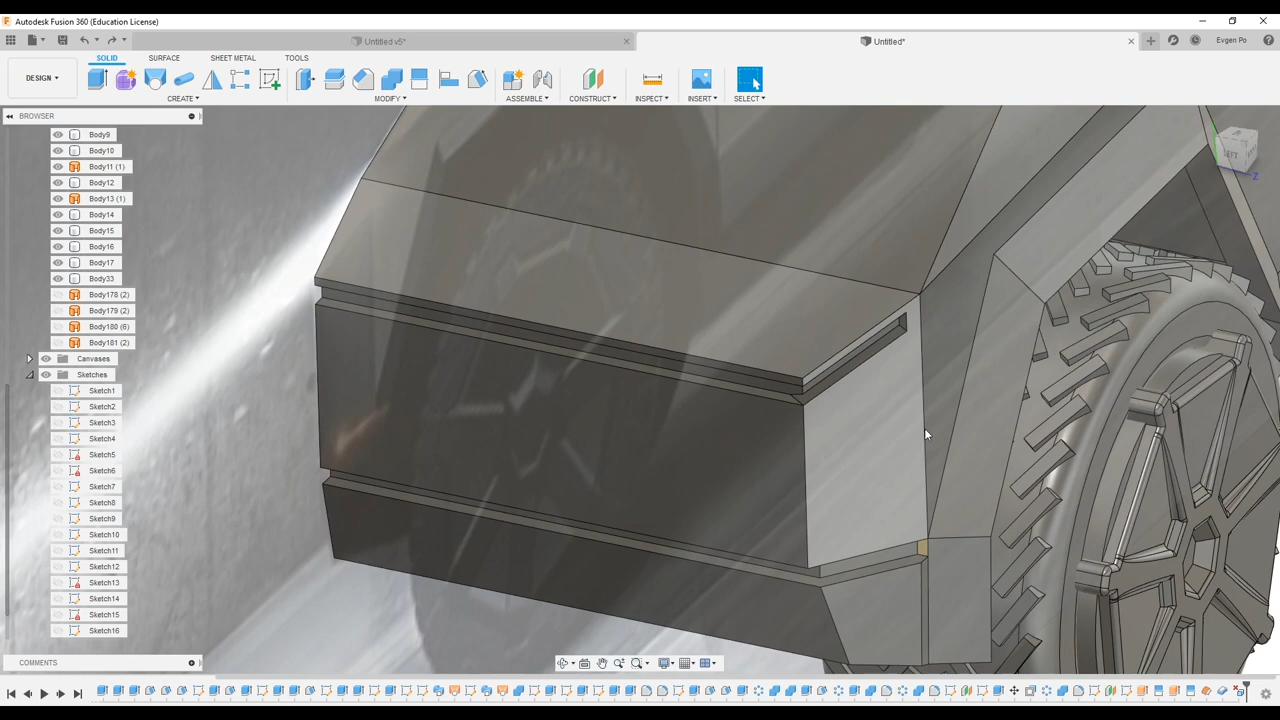 Autodesk Fusion 360 (Education License)
Untitled v5*
Untitled*
Evgen Po
SOLID
SURFACE
SHEET METAL
TOOLS
DESIGN
CREATE
MODIFY
ASSEMBLE
CONSTRUCT
INSPECT
INSERT
SELECT
BROWSER
Body9
Body10
Body11 (1)
Body12
Body13 (1)
Body14
Body15
Body16
Body17
Body33
Body178 (2)
Body179 (2)
Body180 (6)
Body181 (2)
Canvases
Sketches
Sketch1
Sketch2
Sketch3
Sketch4
Sketch5
Sketch6
Sketch7
Sketch8
Sketch9
Sketch10
Sketch11
Sketch12
Sketch13
Sketch14
Sketch15
Sketch16
LEFT
Z
COMMENTS